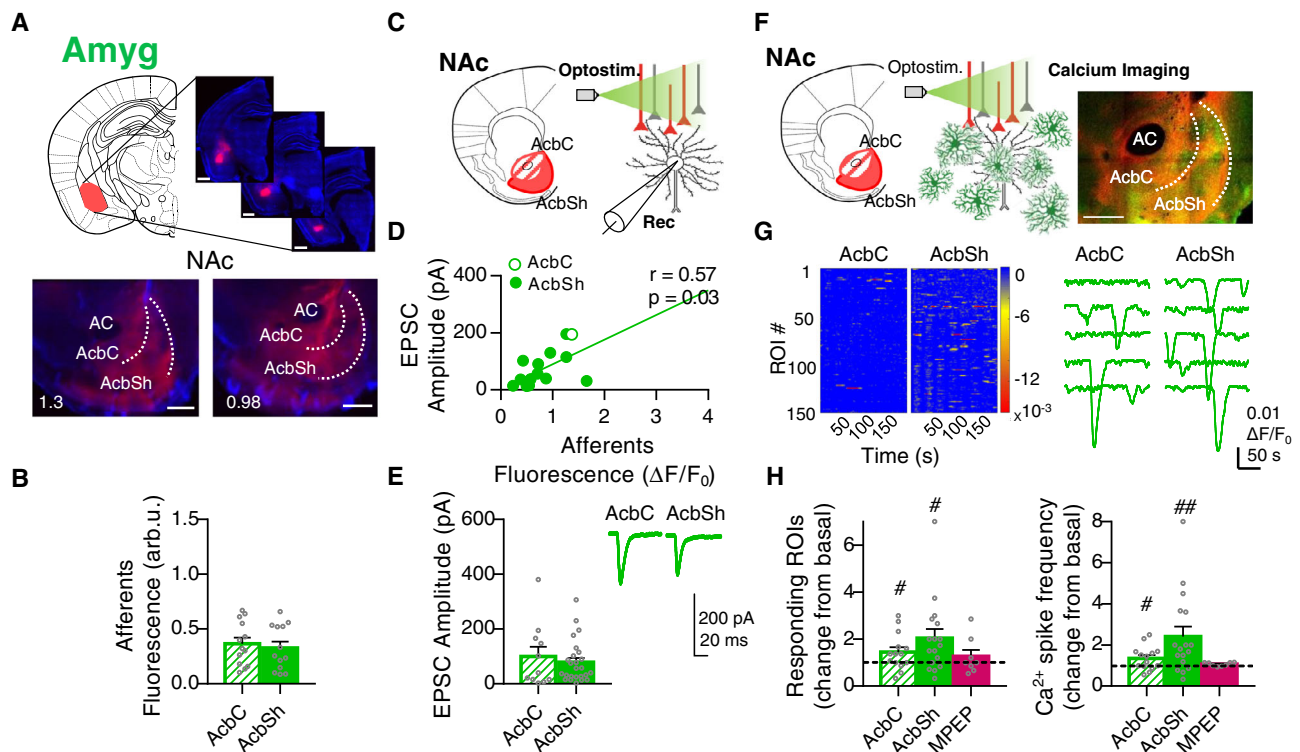 A
Amyg
NAc
AC
AcbC
AcbSh
1.3
AC
AcbC
AcbSh
0.98
B
Afferents
Fluorescence (arb.u.)
1.5
1.0
0.5
0.0
AcbC
AcbSh
C
NAc
Optostim.
AcbC
AcbSh
Rec
D
EPSC
Amplitude (pA)
400
200
0
AcbC
AcbSh
r = 0.57
p = 0.03
0 1 2 3 4
Afferents
Fluorescence (ΔF/F0)
E
EPSC Amplitude (pA)
600
400
200
0
AcbC
AcbSh
AcbC AcbSh
200 pA
20 ms
F
NAc
Optostim.
AcbC
AcbSh
Calcium Imaging
AC
AcbC
AcbSh
G
AcbC AcbSh
ROI #
1
50
100
150
50 100 150 50 100 150
Time (s)
0
-6
-12
x10-3
AcbC AcbSh
0.01
ΔF/F0
50 s
H
Responding ROIs
(change from basal)
6
4
2
0
# #
AcbC
AcbSh
MPEP
Ca2+ spike frequency
(change from basal)
8
6
4
2
0
# ##
AcbC
AcbSh
MPEP